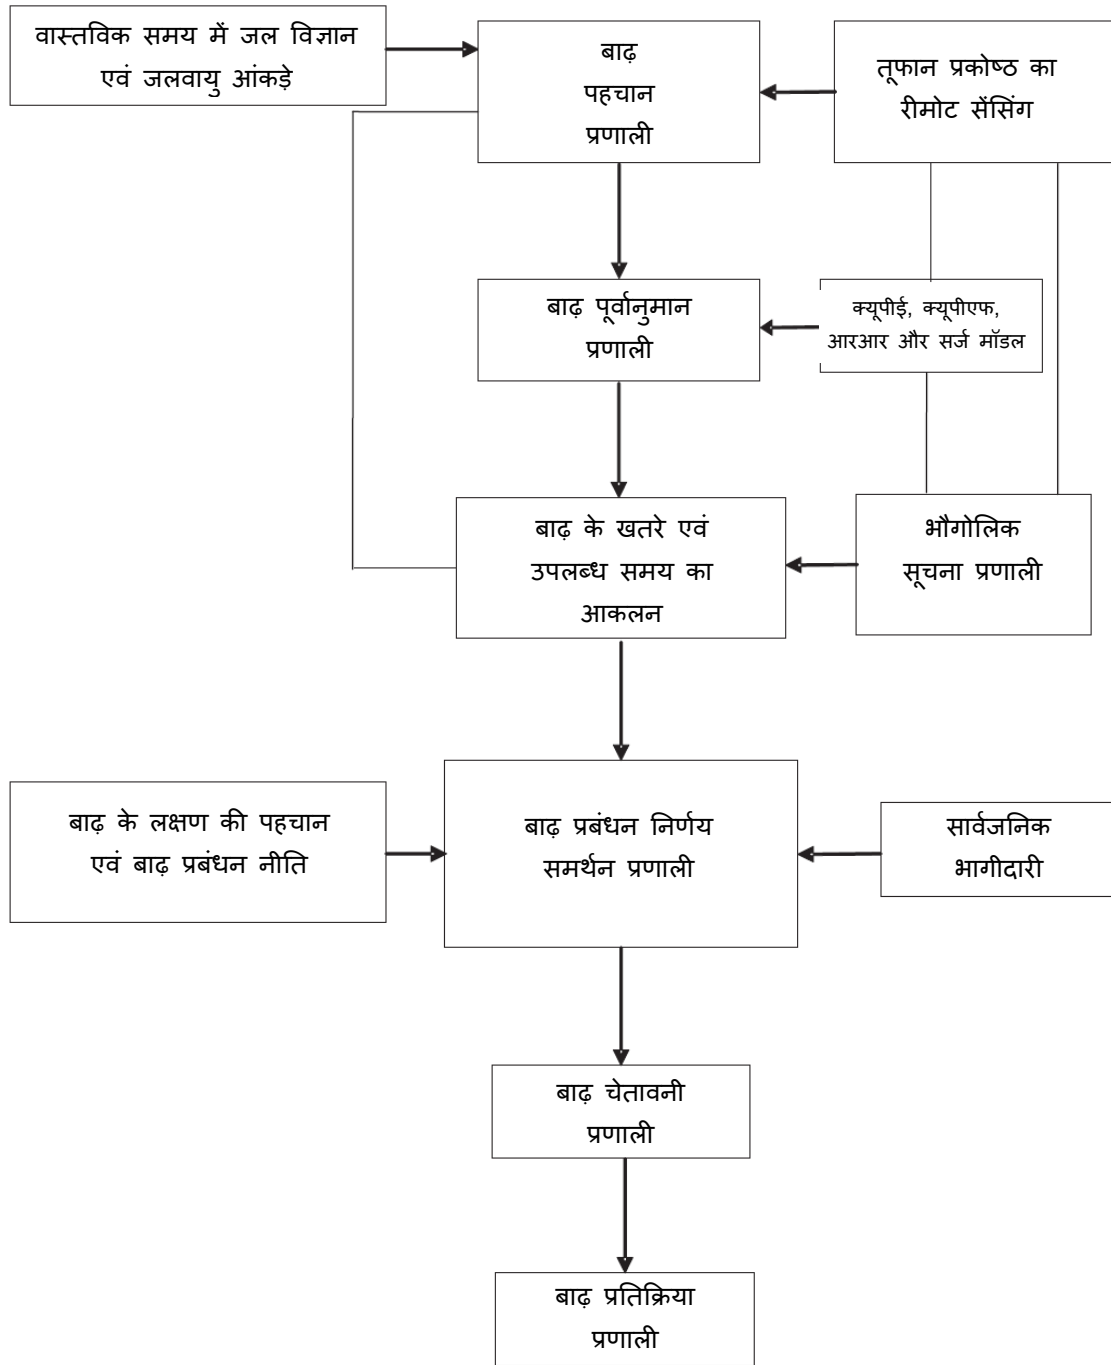 वास्तविक समय में जल विज्ञान
एवं जलवायु आंकड़े
बाढ़
पहचान
प्रणाली
तूफान प्रकोष्ठ का
रीमोट सेंसिंग
बाढ़ पूर्वानुमान
प्रणाली
क्यूपीई, क्यूपीएफ,
आरआर और सर्ज मॉडल
बाढ़ के खतरे एवं
उपलब्ध समय का
आकलन
भौगोलिक
सूचना प्रणाली
बाढ़ के लक्षण की पहचान
एवं बाढ़ प्रबंधन नीति
बाढ़ प्रबंधन निर्णय
समर्थन प्रणाली
सार्वजनिक
भागीदारी
बाढ़ चेतावनी
प्रणाली
बाढ़ प्रतिक्रिया
प्रणाली